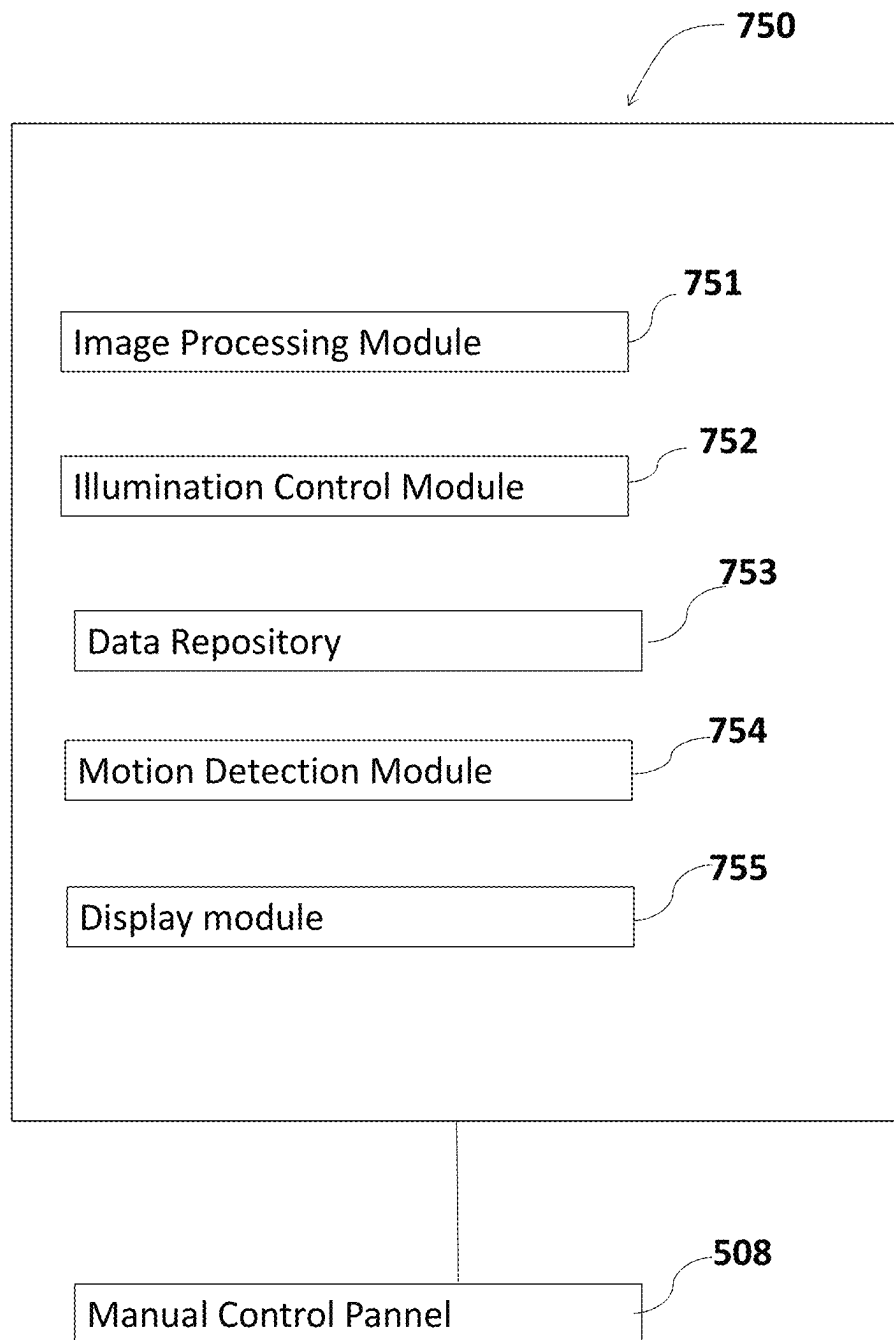 750
751
Image Processing Module
752
Illumination Control Module
753
Data Repository
754
Motion Detection Module
755
Display module
508
Manual Control Pannel